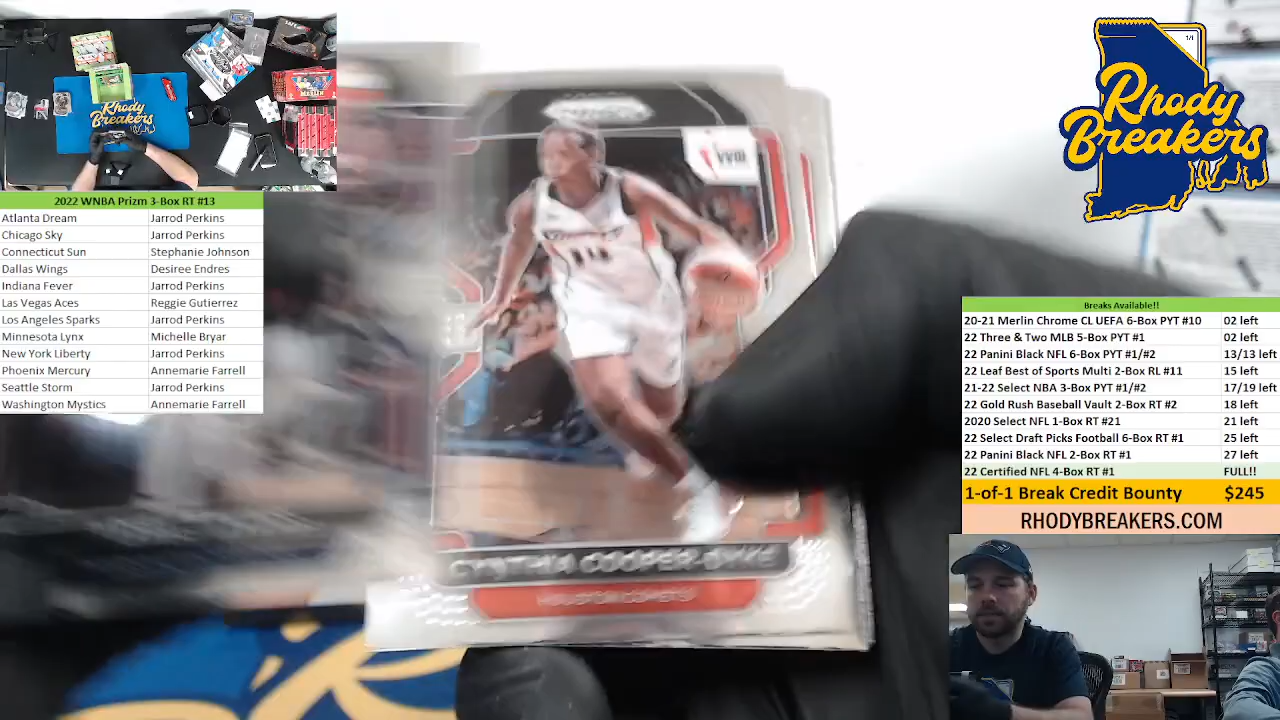 Rhody
Breakers
2022 WNBA Prizm 3-Box RT #13
Atlanta Dream Jarrod Perkins
Chicago Sky Jarrod Perkins
Connecticut Sun Stephanie Johnson
Dallas Wings Desiree Endres
Indiana Fever Jarrod Perkins
Las Vegas Aces Reggie Gutierrez
Los Angeles Sparks Jarrod Perkins
Minnesota Lynx Michelle Bryar
New York Liberty Jarrod Perkins
Phoenix Mercury Annemarie Farrell
Seattle Storm Jarrod Perkins
Washington Mystics Annemarie Farrell
PRIZM
CYNTHIA COOPER-DYKE
HOUSTON COMETS
1/1
Rhody
Breakers
Breaks Available!!
20-21 Merlin Chrome CL UEFA 6-Box PYT #10 02 left
22 Three & Two MLB 5-Box PYT #1 02 left
22 Panini Black NFL 6-Box PYT #1/#2 13/13 left
22 Leaf Best of Sports Multi 2-Box RL #11 15 left
21-22 Select NBA 3-Box PYT #1/#2 17/19 left
22 Gold Rush Baseball Vault 2-Box RT #2 18 left
2020 Select NFL 1-Box RT #21 21 left
22 Select Draft Picks Football 6-Box RT #1 25 left
22 Panini Black NFL 2-Box RT #1 27 left
22 Certified NFL 4-Box RT #1 FULL!!
1-of-1 Break Credit Bounty $245
RHODYBREAKERS.COM